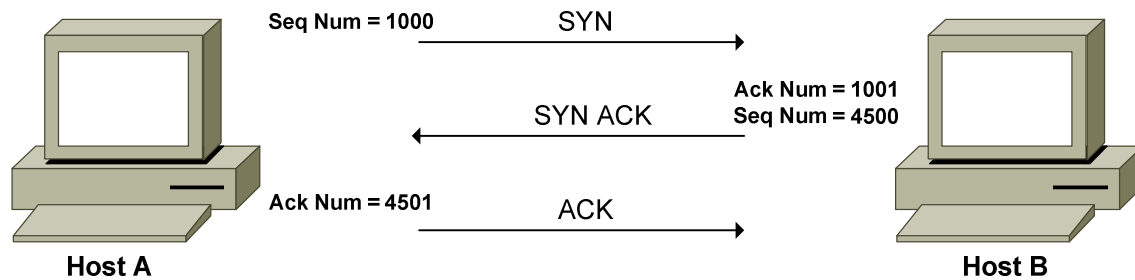 Seq Num = 1000
SYN
Ack Num = 1001
Seq Num = 4500
SYN ACK
Ack Num = 4501
ACK
Host A
Host B